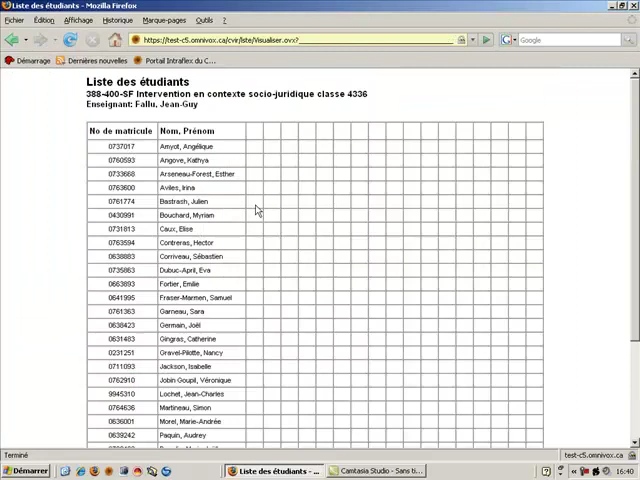 Liste des étudiants - Mozilla Firefox
Fichier Édition Affichage Historique Marque-pages Outils ?
https://test-c5.omnivox.ca/cvir/liste/Visualiser.ovx?
Google
Démarrage Dernières nouvelles Portail Intraflex du C...
Liste des étudiants
388-400-SF Intervention en contexte socio-juridique classe 4336
Enseignant: Fallu, Jean-Guy
No de matricule Nom, Prénom
0737017 Amyot, Angélique
0760593 Angove, Kathya
0733668 Arseneau-Forest, Esther
0763600 Aviles, Irina
0761774 Bastrash, Julien
0430991 Bouchard, Myriam
0731813 Caux, Elise
0763594 Contreras, Hector
0638883 Corriveau, Sébastien
0735863 Dubuc-April, Eva
0663893 Fortier, Emilie
0641995 Fraser-Marmen, Samuel
0761363 Garneau, Sara
0638423 Germain, Joël
0631483 Gingras, Catherine
0231251 Gravel-Pilotte, Nancy
0711093 Jackson, Isabelle
0762910 Jobin Goupil, Véronique
9945310 Lochet, Jean-Charles
0764636 Martineau, Simon
0636001 Morel, Marie-Andrée
0639242 Paquin, Audrey
Terminé test-c5.omnivox.ca
Démarrer Liste des étudiants - ... Camtasia Studio - Sans ti... 16:40